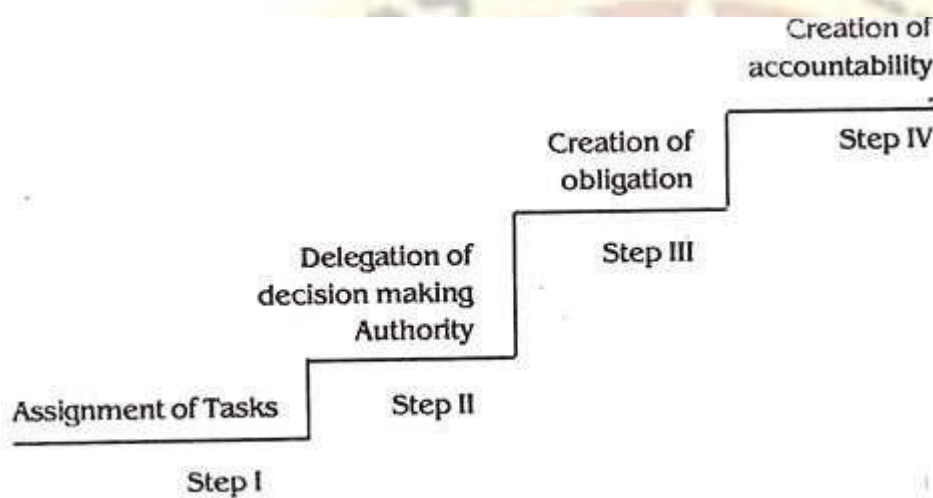 Creation of
accountability
Step IV
Creation of
obligation
Step III
Delegation of
decision making
Authority
Step II
Assignment of Tasks
Step I